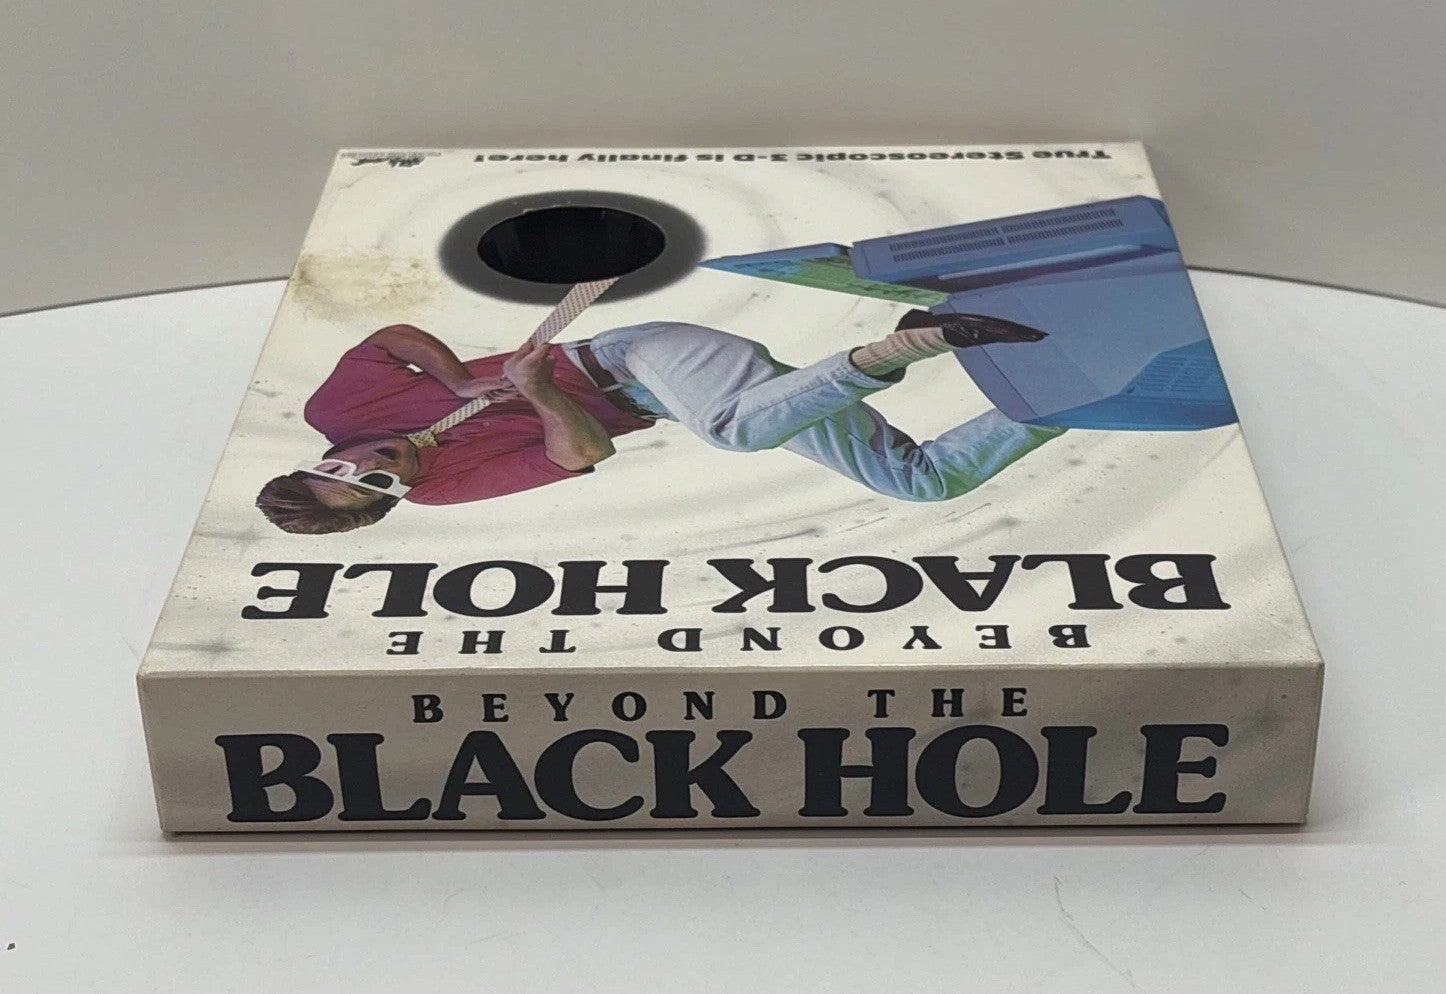 True Stereoscopic 3-D is finally here!
BEYOND THE
BLACK HOLE
BEYOND THE
BLACK HOLE